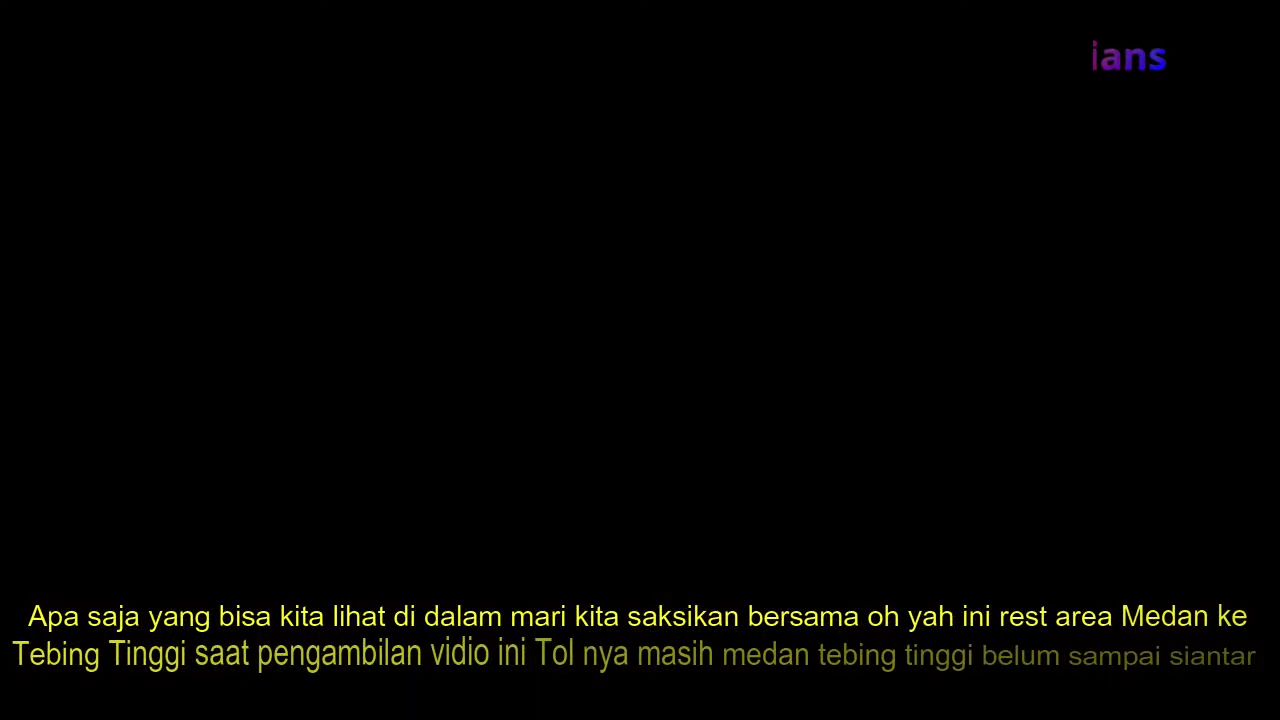 ians
Apa saja yang bisa kita lihat di dalam mari kita saksikan bersama oh yah ini rest area Medan ke
Tebing Tinggi saat pengambilan vidio ini Tol nya masih medan tebing tinggi belum sampai siantar